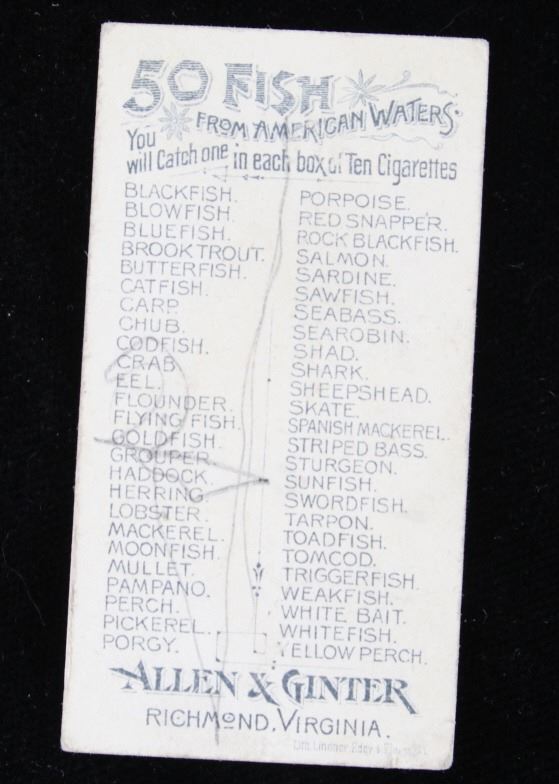 50 FISH
FROM AMERICAN WATERS.
You
will Catch one in each box of Ten Cigarettes
BLACKFISH.
BLOWFISH.
BLUEFISH.
BROOK TROUT.
BUTTERFISH.
CATFISH.
CARP.
CHUB.
CODFISH.
CRAB
EEL.
FLOUNDER.
FLYING FISH.
GOLDFISH.
GROUPER.
HADDOCK.
HERRING.
LOBSTER.
MACKEREL.
MOONFISH.
MULLET.
PAMPANO.
PERCH.
PICKEREL.
PORGY.
PORPOISE.
RED SNAPPER.
ROCK BLACKFISH.
SALMON.
SARDINE.
SAWFISH.
SEABASS.
SEAROBIN.
SHAD.
SHARK.
SHEEPSHEAD.
SKATE.
SPANISH MACKEREL.
STRIPED BASS.
STURGEON.
SUNFISH.
SWORDFISH.
TARPON.
TOADFISH.
TOMCOD.
TRIGGERFISH.
WEAKFISH.
WHITE BAIT.
WHITEFISH.
YELLOW PERCH.
ALLEN & GINTER
RICHMOND, VIRGINIA.
Lindner, Eddy &